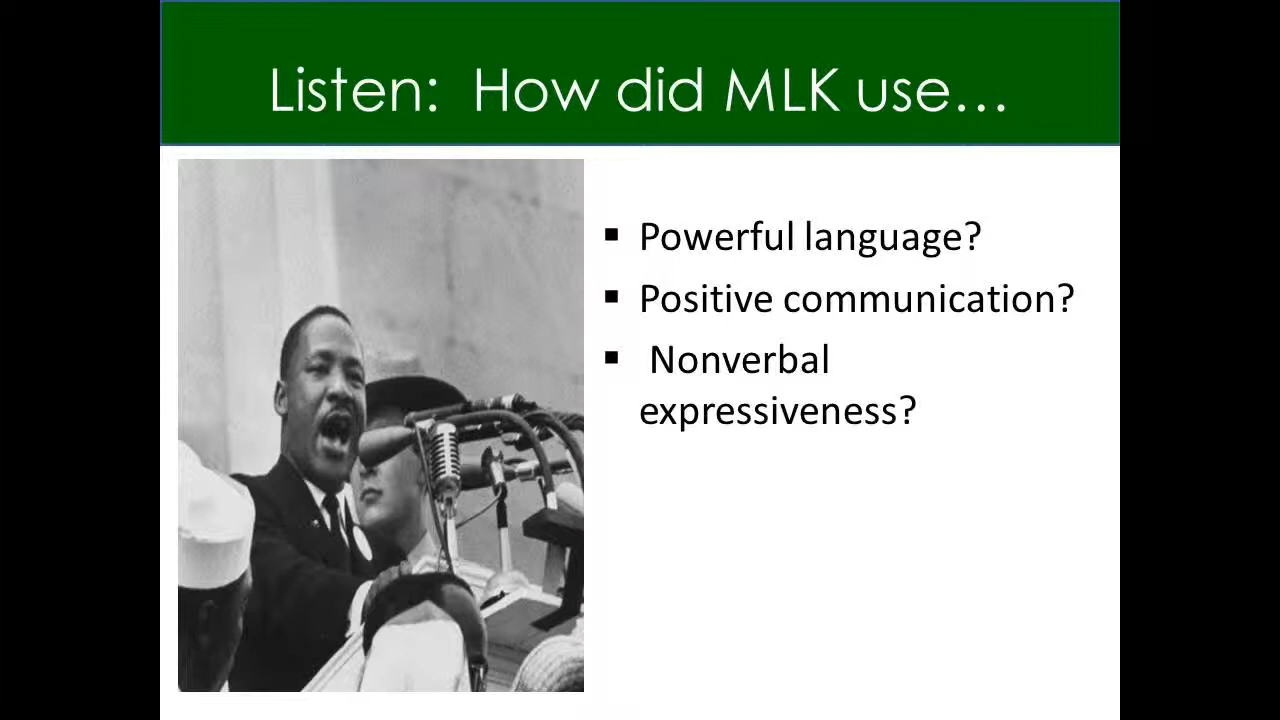 Listen:  How did MLK use…
▪ Powerful language?
▪ Positive communication?
▪ Nonverbal
expressiveness?